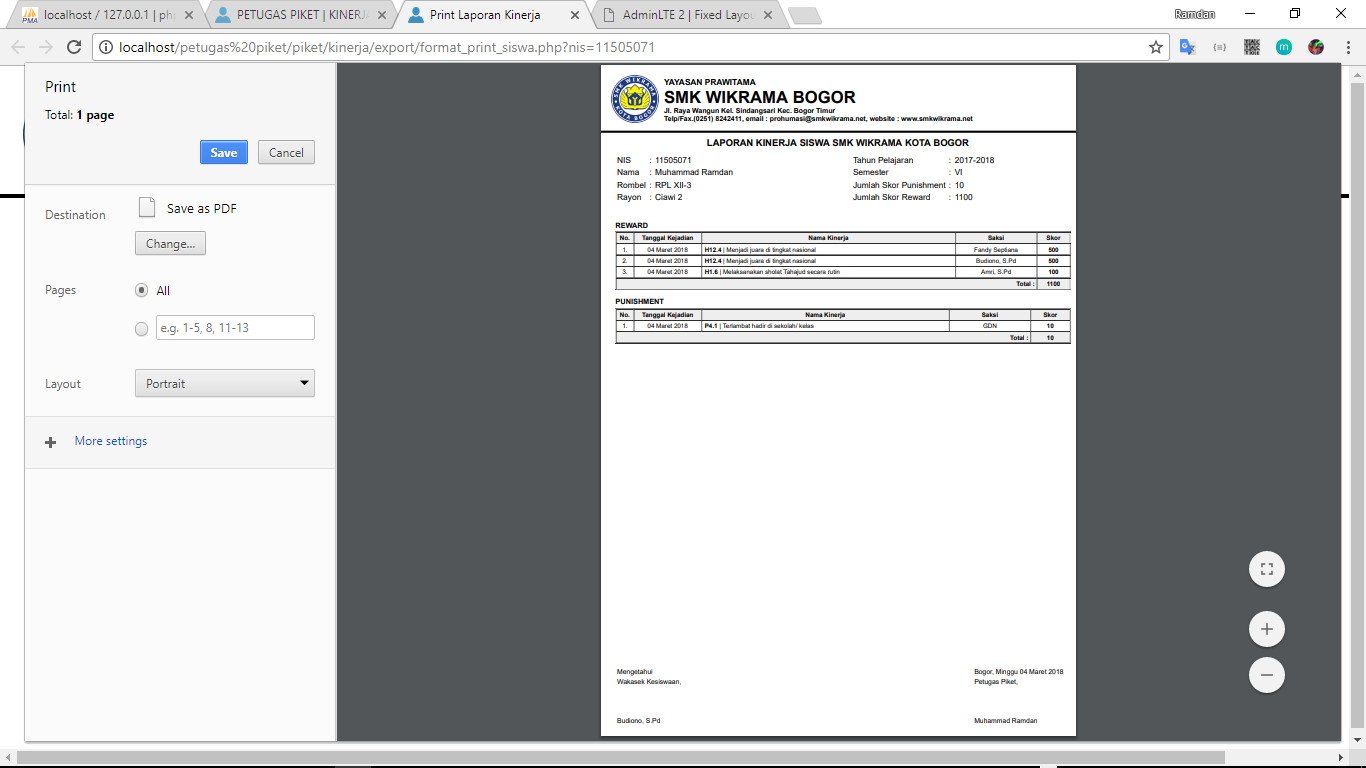 localhost / 127.0.0.1 | ph
PETUGAS PIKET | KINERJ
Print Laporan Kinerja
AdminLTE 2 | Fixed Layou
Ramdan
localhost/petugas%20piket/piket/kinerja/export/format_print_siswa.php?nis=11505071
Print
Total: 1 page
Save
Cancel
Destination
Save as PDF
Change...
Pages
All
e.g. 1-5, 8, 11-13
Layout
Portrait
More settings
SMK WIKRAMA
KOTA BOGOR
YAYASAN PRAWITAMA
SMK WIKRAMA BOGOR
Jl. Raya Wangun Kel. Sindangsari Kec. Bogor Timur
Telp/Fax.(0251) 8242411, email : prohumasi@smkwikrama.net, website : www.smkwikrama.net
LAPORAN KINERJA SISWA SMK WIKRAMA KOTA BOGOR
NIS : 11505071 Tahun Pelajaran : 2017-2018
Nama : Muhammad Ramdan Semester : VI
Rombel : RPL XII-3 Jumlah Skor Punishment : 10
Rayon : Ciawi 2 Jumlah Skor Reward : 1100
REWARD
No. Tanggal Kejadian Nama Kinerja Saksi Skor
1. 04 Maret 2018 H12.4 | Menjadi juara di tingkat nasional Fandy Septiana 500
2. 04 Maret 2018 H12.4 | Menjadi juara di tingkat nasional Budiono, S.Pd 500
3. 04 Maret 2018 H1.6 | Melaksanakan sholat Tahajud secara rutin Amri, S.Pd 100
Total : 1100
PUNISHMENT
No. Tanggal Kejadian Nama Kinerja Saksi Skor
1. 04 Maret 2018 P4.1 | Terlambat hadir di sekolah/ kelas GDN 10
Total : 10
Mengetahui Bogor, Minggu 04 Maret 2018
Wakasek Kesiswaan, Petugas Piket,
Budiono, S.Pd Muhammad Ramdan